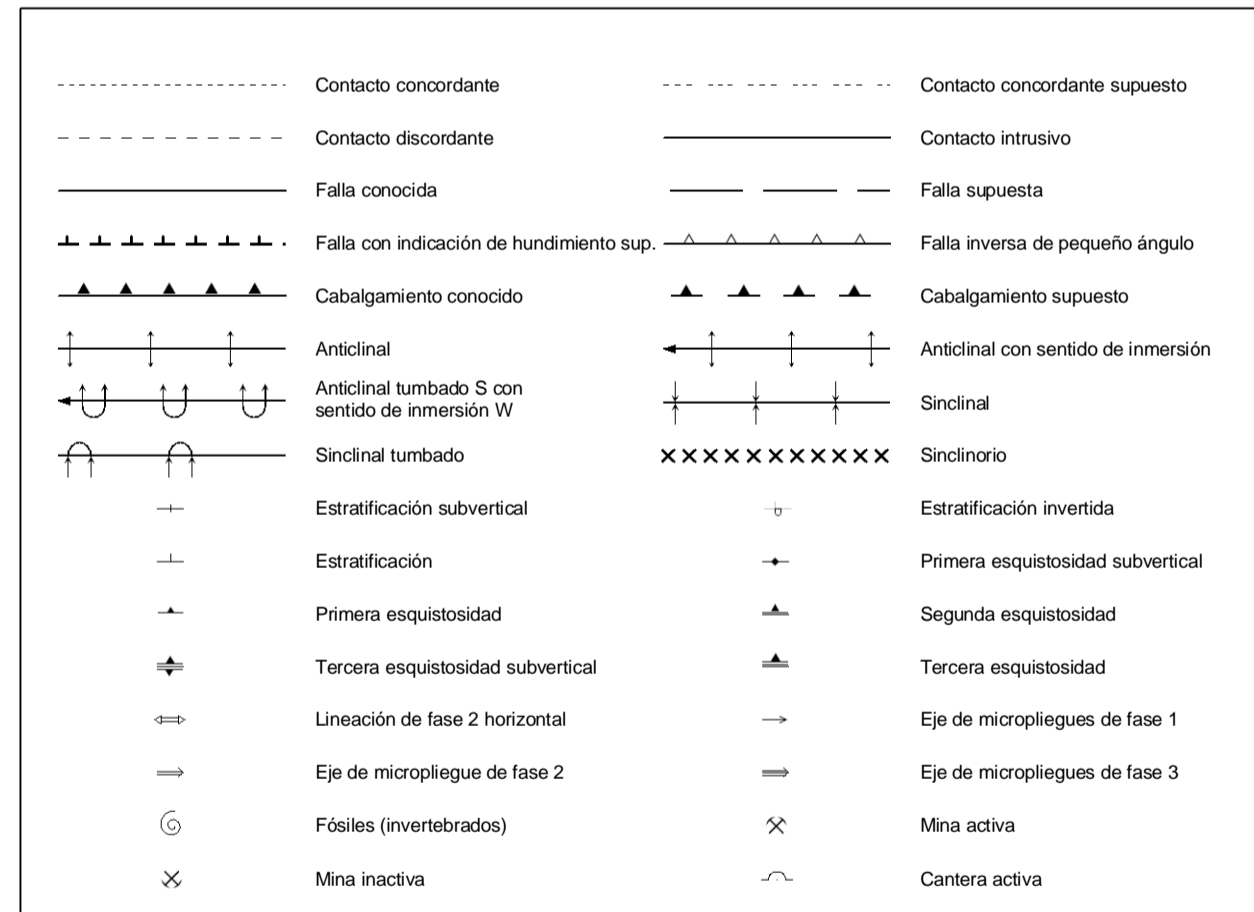 Contacto concordante
Contacto concordante supuesto
Contacto discordante
Contacto intrusivo
Falla conocida
Falla supuesta
Falla con indicación de hundimiento sup.
Falla inversa de pequeño ángulo
Cabalgamiento conocido
Cabalgamiento supuesto
Anticlinal
Anticlinal con sentido de inmersión
Anticlinal tumbado S con
sentido de inmersión W
Sinclinal
Sinclinal tumbado
Sinclinorio
Estratificación subvertical
Estratificación invertida
Estratificación
Primera esquistosidad subvertical
Primera esquistosidad
Segunda esquistosidad
Tercera esquistosidad subvertical
Tercera esquistosidad
Lineación de fase 2 horizontal
Eje de micropliegues de fase 1
Eje de micropliegue de fase 2
Eje de micropliegues de fase 3
Fósiles (invertebrados)
Mina activa
Mina inactiva
Cantera activa